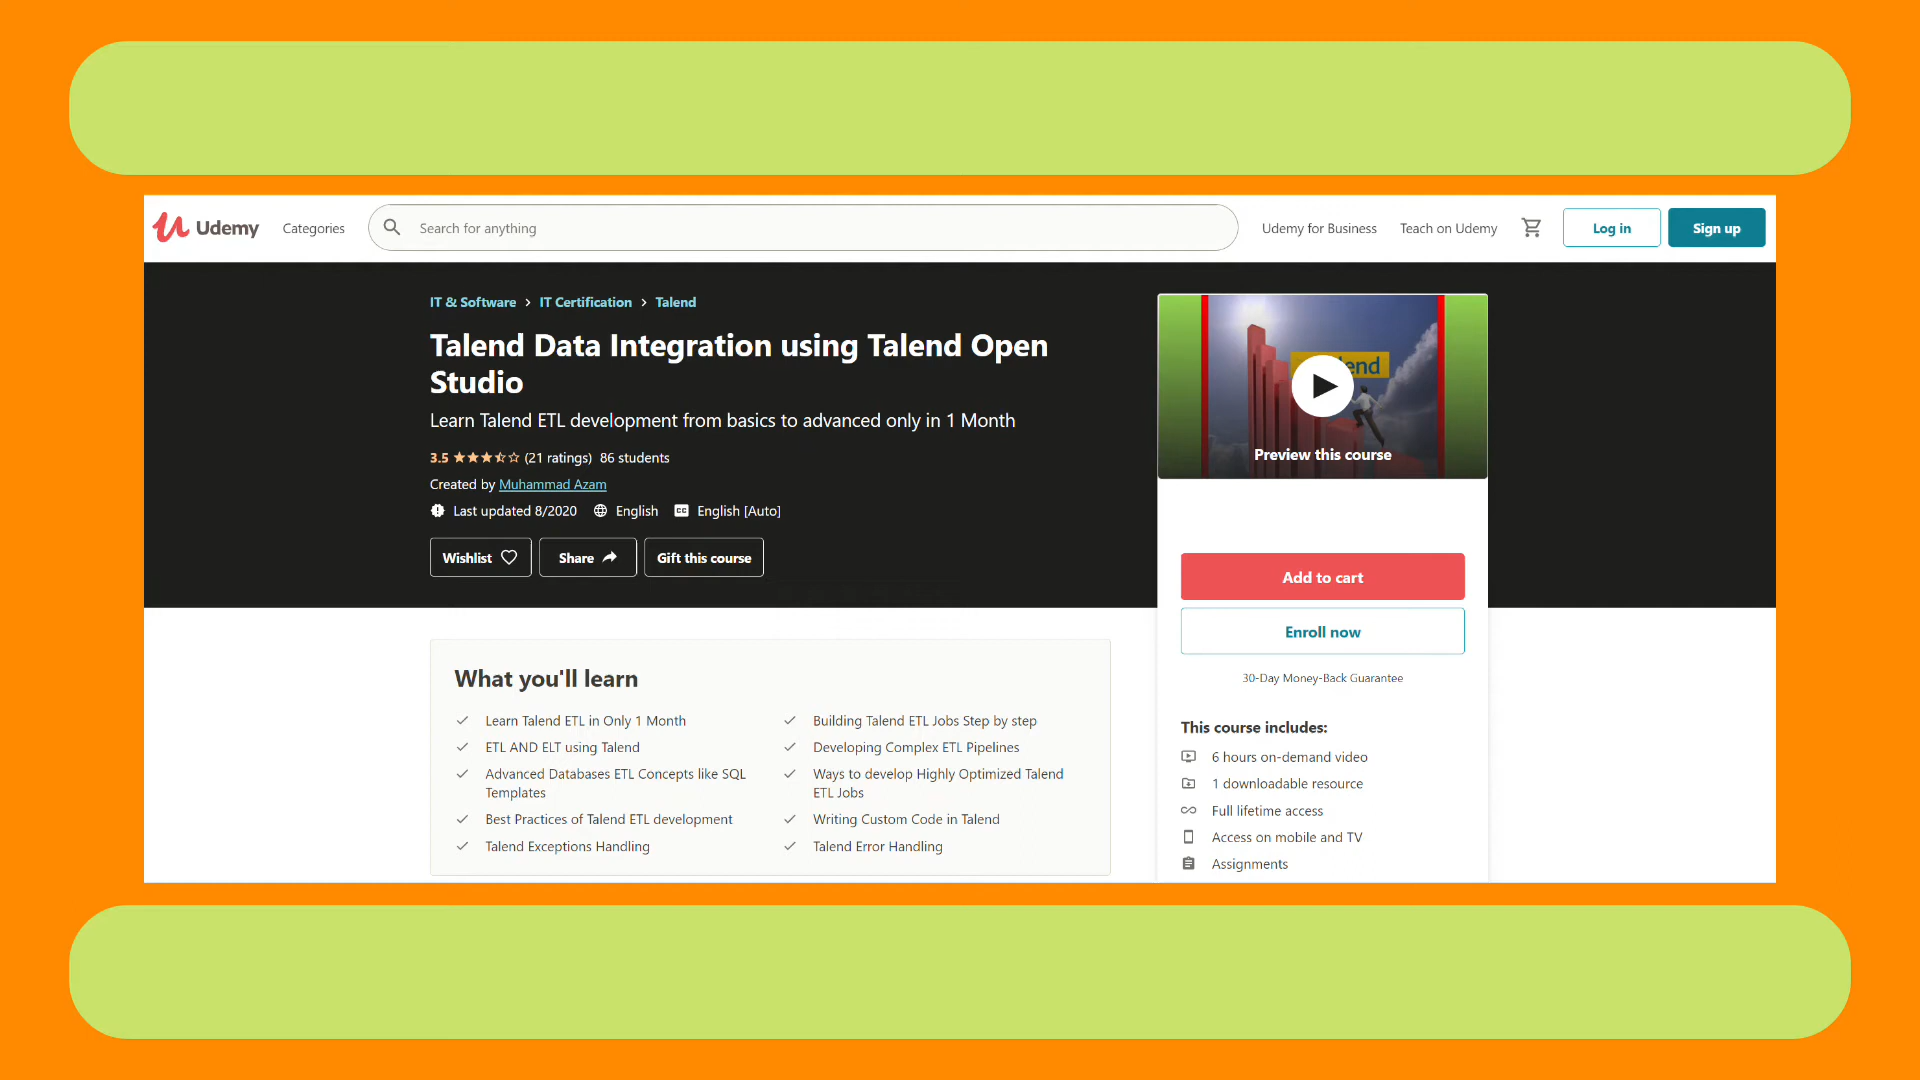 Udemy
Categories
Search for anything
Udemy for Business
Teach on Udemy
Log in
Sign up
IT & Software > IT Certification > Talend
Talend Data Integration using Talend Open
Studio
Learn Talend ETL development from basics to advanced only in 1 Month
3.5 (21 ratings) 86 students
Created by Muhammad Azam
Last updated 8/2020 English CC English [Auto]
Wishlist
Share
Gift this course
Preview this course
Add to cart
Enroll now
30-Day Money-Back Guarantee
This course includes:
6 hours on-demand video
1 downloadable resource
Full lifetime access
Access on mobile and TV
Assignments
What you'll learn
Learn Talend ETL in Only 1 Month
ETL AND ELT using Talend
Advanced Databases ETL Concepts like SQL
Templates
Best Practices of Talend ETL development
Talend Exceptions Handling
Building Talend ETL Jobs Step by step
Developing Complex ETL Pipelines
Ways to develop Highly Optimized Talend
ETL Jobs
Writing Custom Code in Talend
Talend Error Handling